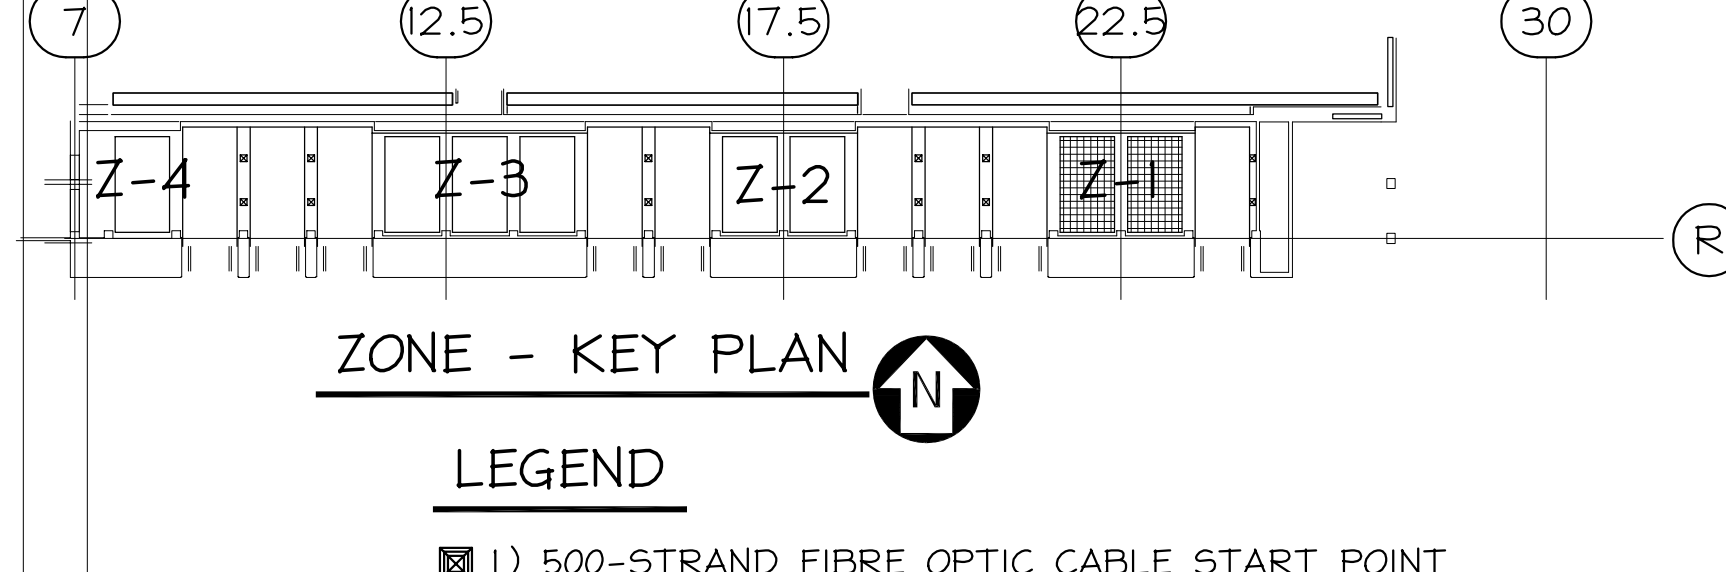 7 12.5 17.5 22.5 30
Z-4 Z-3 Z-2 Z-1
R
ZONE - KEY PLAN N
LEGEND
1) 500-STRAND FIBRE OPTIC CABLE START POINT